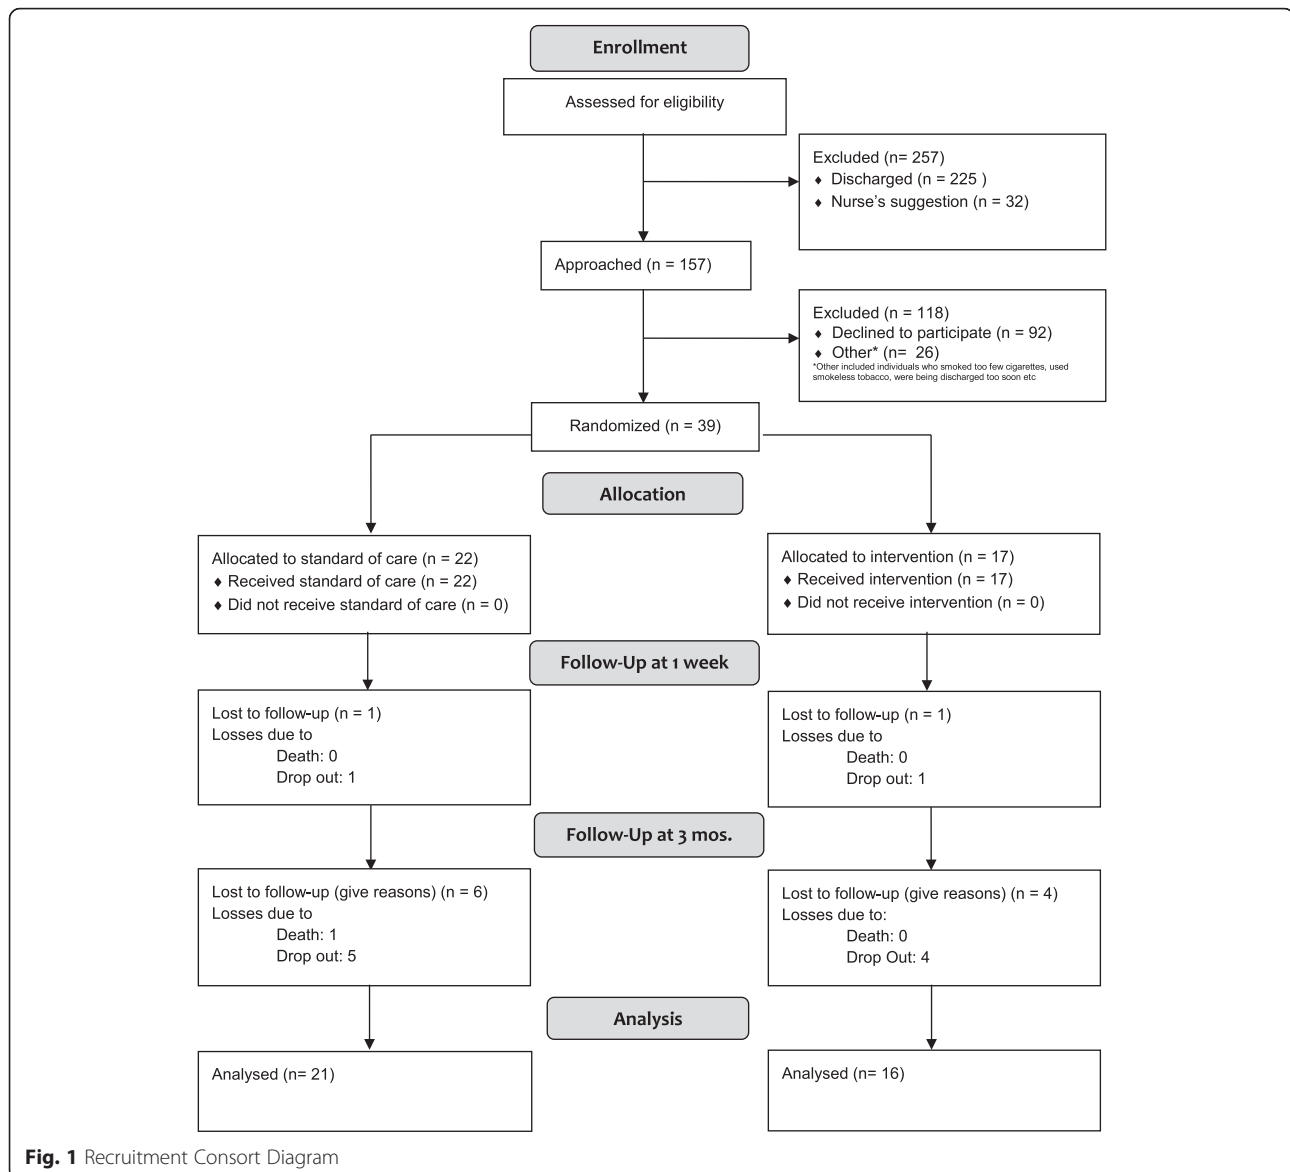 Enrollment
Assessed for eligibility
Excluded (n= 257)
♦ Discharged (n = 225 )
♦ Nurse’s suggestion (n = 32)
Approached (n = 157)
Excluded (n = 118)
♦ Declined to participate (n = 92)
♦ Other* (n=  26)
*Other included individuals who smoked too few cigarettes, used
smokeless tobacco, were being discharged too soon etc
Randomized (n = 39)
Allocation
Allocated to standard of care (n = 22)
♦ Received standard of care (n = 22)
♦ Did not receive standard of care (n = 0)
Allocated to intervention (n = 17)
♦ Received intervention (n = 17)
♦ Did not receive intervention (n = 0)
Follow-Up at 1 week
Lost to follow-up (n = 1)
Losses due to
Death: 0
Drop out: 1
Lost to follow-up (n = 1)
Losses due to
Death: 0
Drop out: 1
Follow-Up at 3 mos.
Lost to follow-up (give reasons) (n = 6)
Losses due to
Death: 1
Drop out: 5
Lost to follow-up (give reasons) (n = 4)
Losses due to:
Death: 0
Drop Out: 4
Analysis
Analysed (n= 21)
Analysed (n= 16)
Fig. 1 Recruitment Consort Diagram